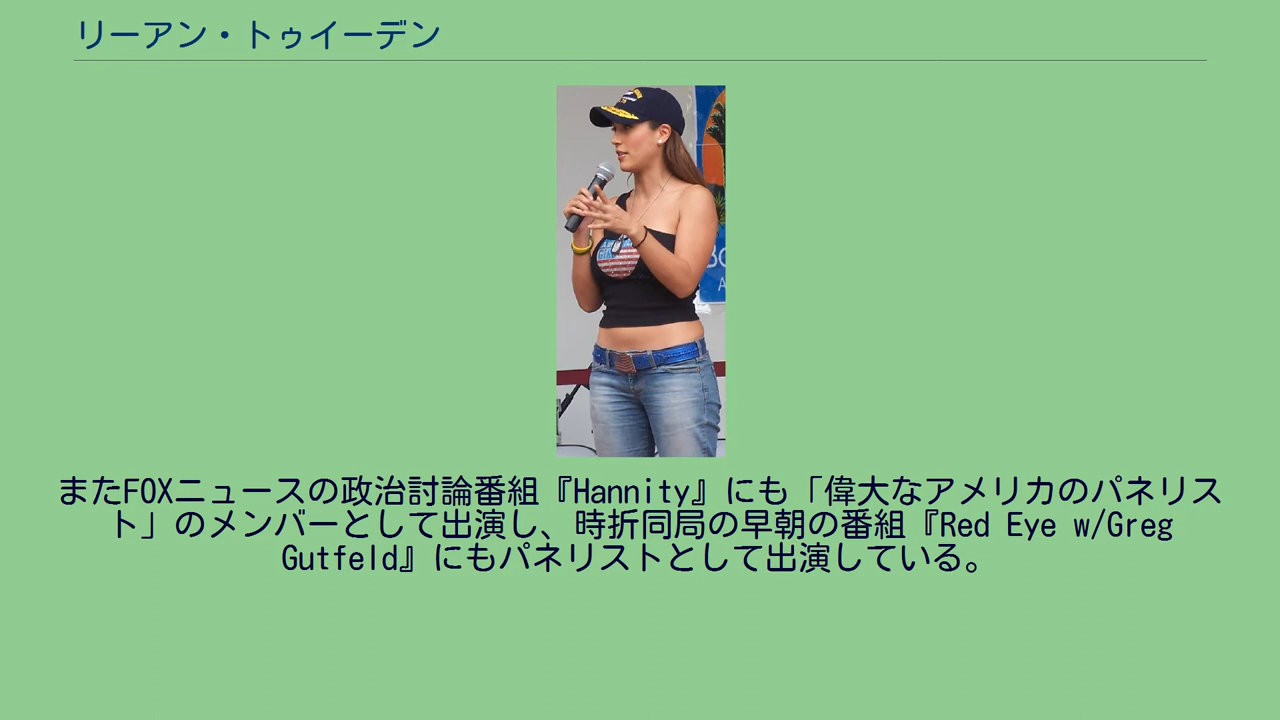 リーアン・トゥイーデン
またFOXニュースの政治討論番組『Hannity』にも「偉大なアメリカのパネリス
ト」のメンバーとして出演し、時折同局の早朝の番組『Red Eye w/Greg
Gutfeld』にもパネリストとして出演している。